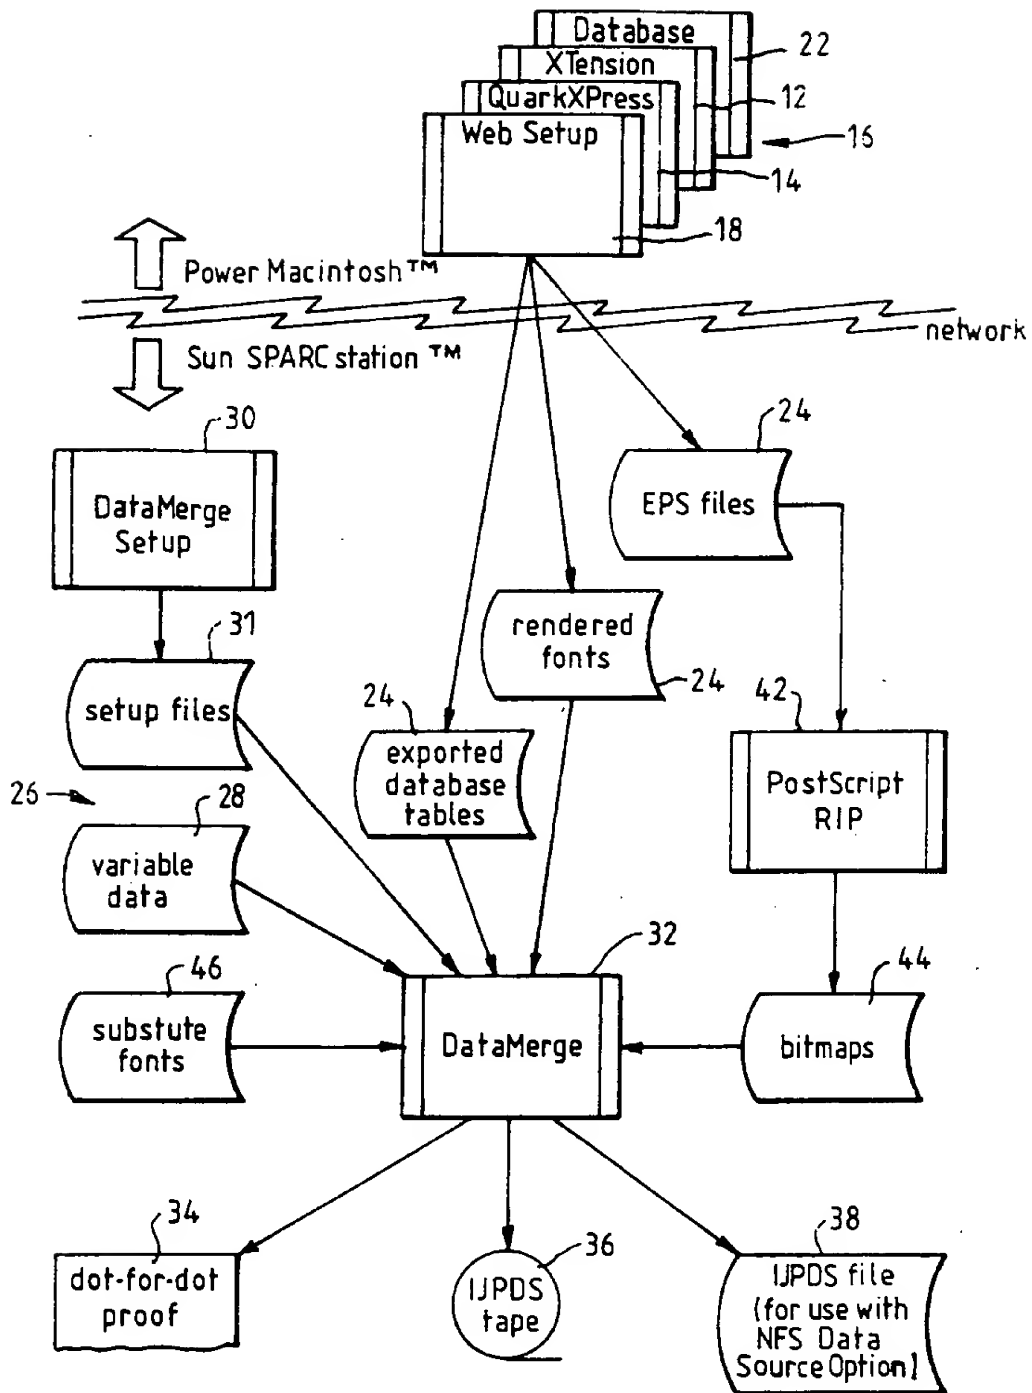 Database
22
XTension
12
QuarkXPress
16
Web Setup
14
18
Power Macintosh™
network
Sun SPARCstation™
30
24
DataMerge
Setup
EPS files
31
rendered
fonts
setup files
24
24
42
exported
database
tables
PostScript
RIP
26
28
variable
data
32
46
44
substute
fonts
DataMerge
bitmaps
34
36
38
dot-for-dot
proof
IJPDS
tape
IJPDS file
(for use with
NFS Data
Source Option)